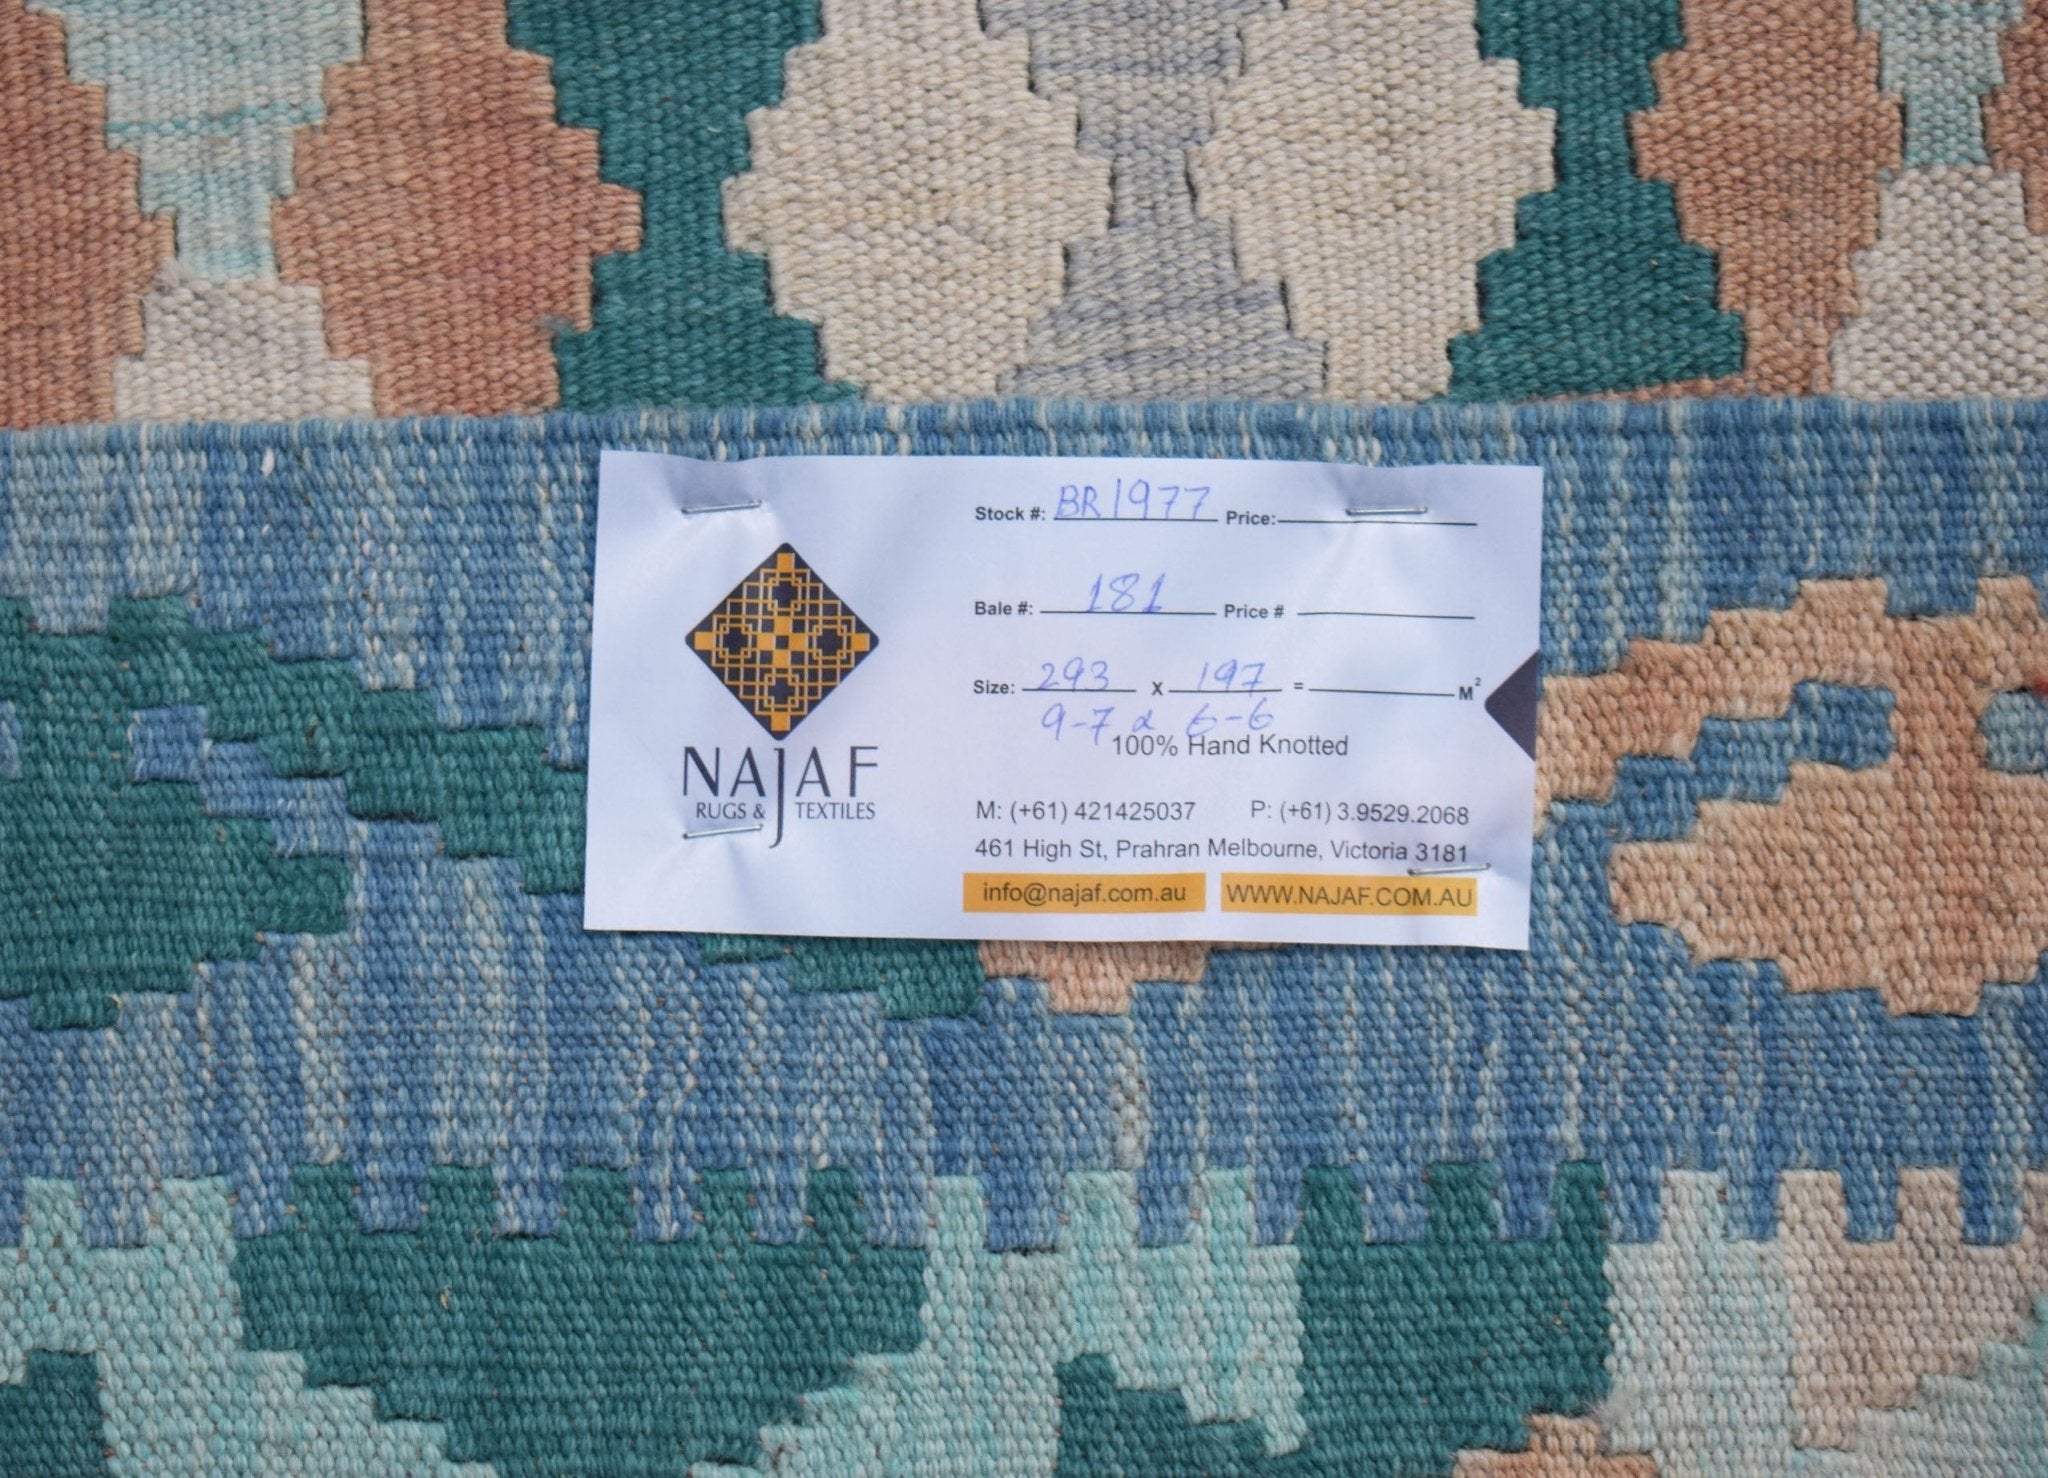 NAJAF
RUGS & TEXTILES
Stock #: BR1977 Price:
Bale #: 181 Price #
Size: 293 X 197 = M²
9-7 x 6-6
100% Hand Knotted
M: (+61) 421425037 P: (+61) 3.9529.2068
461 High St, Prahran Melbourne, Victoria 3181
info@najaf.com.au WWW.NAJAF.COM.AU